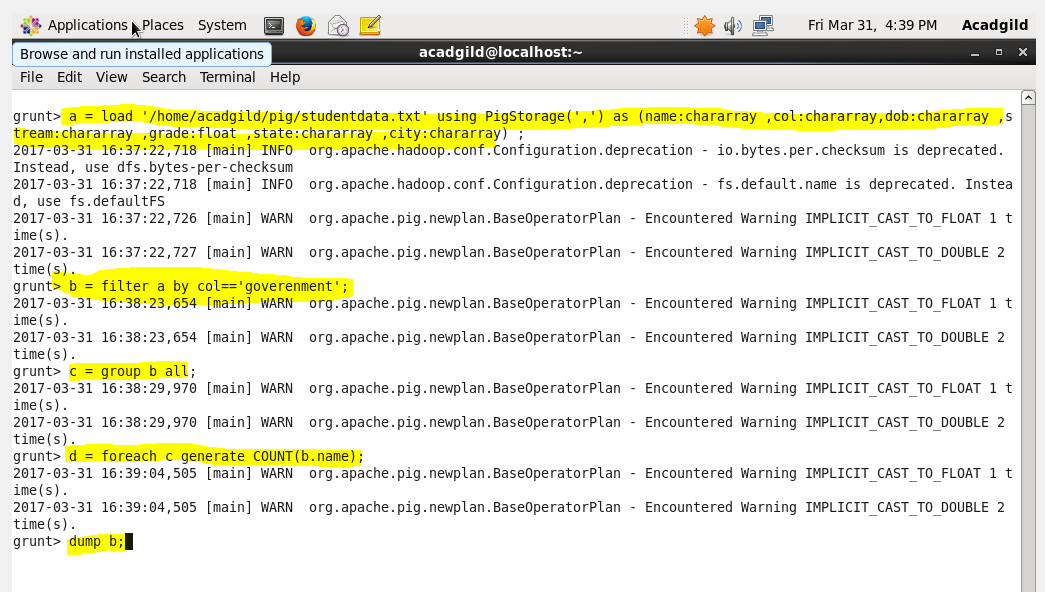 Applications Places System Fri Mar 31, 4:39 PM Acadgild
Browse and run installed applications acadgild@localhost:~
File Edit View Search Terminal Help
grunt> a = load '/home/acadgild/pig/studentdata.txt' using PigStorage(',') as (name:chararray ,col:chararray,dob:chararray ,s
tream:chararray ,grade:float ,state:chararray ,city:chararray) ;
2017-03-31 16:37:22,718 [main] INFO  org.apache.hadoop.conf.Configuration.deprecation - io.bytes.per.checksum is deprecated.
Instead, use dfs.bytes-per-checksum
2017-03-31 16:37:22,718 [main] INFO  org.apache.hadoop.conf.Configuration.deprecation - fs.default.name is deprecated. Instea
d, use fs.defaultFS
2017-03-31 16:37:22,726 [main] WARN  org.apache.pig.newplan.BaseOperatorPlan - Encountered Warning IMPLICIT_CAST_TO_FLOAT 1 t
ime(s).
2017-03-31 16:37:22,727 [main] WARN  org.apache.pig.newplan.BaseOperatorPlan - Encountered Warning IMPLICIT_CAST_TO_DOUBLE 2
time(s).
grunt> b = filter a by col=='goverenment';
2017-03-31 16:38:23,654 [main] WARN  org.apache.pig.newplan.BaseOperatorPlan - Encountered Warning IMPLICIT_CAST_TO_FLOAT 1 t
ime(s).
2017-03-31 16:38:23,654 [main] WARN  org.apache.pig.newplan.BaseOperatorPlan - Encountered Warning IMPLICIT_CAST_TO_DOUBLE 2
time(s).
grunt> c = group b all;
2017-03-31 16:38:29,970 [main] WARN  org.apache.pig.newplan.BaseOperatorPlan - Encountered Warning IMPLICIT_CAST_TO_FLOAT 1 t
ime(s).
2017-03-31 16:38:29,970 [main] WARN  org.apache.pig.newplan.BaseOperatorPlan - Encountered Warning IMPLICIT_CAST_TO_DOUBLE 2
time(s).
grunt> d = foreach c generate COUNT(b.name);
2017-03-31 16:39:04,505 [main] WARN  org.apache.pig.newplan.BaseOperatorPlan - Encountered Warning IMPLICIT_CAST_TO_FLOAT 1 t
ime(s).
2017-03-31 16:39:04,505 [main] WARN  org.apache.pig.newplan.BaseOperatorPlan - Encountered Warning IMPLICIT_CAST_TO_DOUBLE 2
time(s).
grunt> dump b;